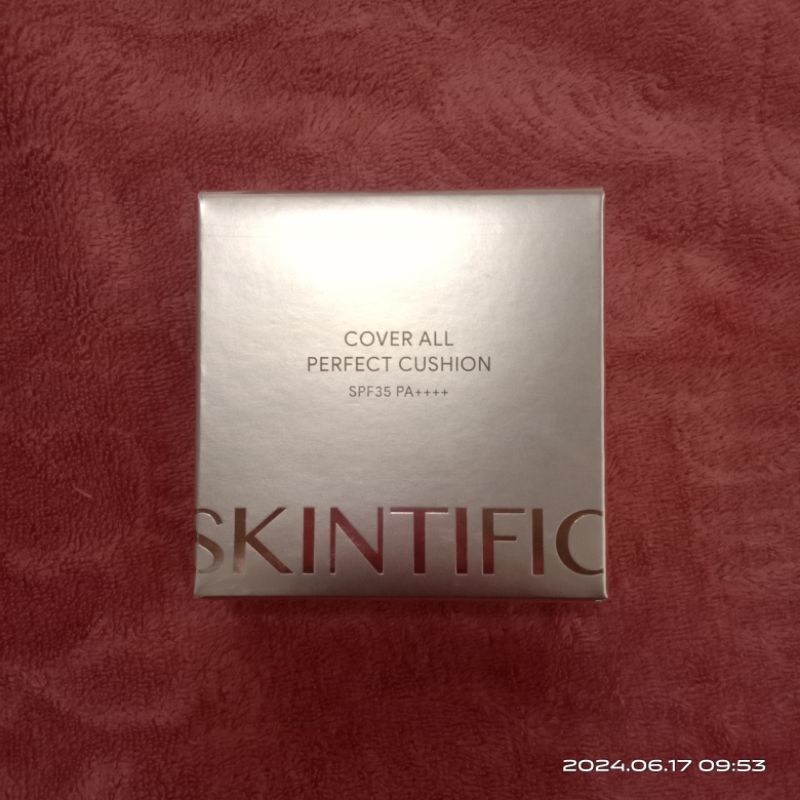 COVER ALL
PERFECT CUSHION
SPF35 PA++++
SKINTIFIC
2024.06.17 09:53